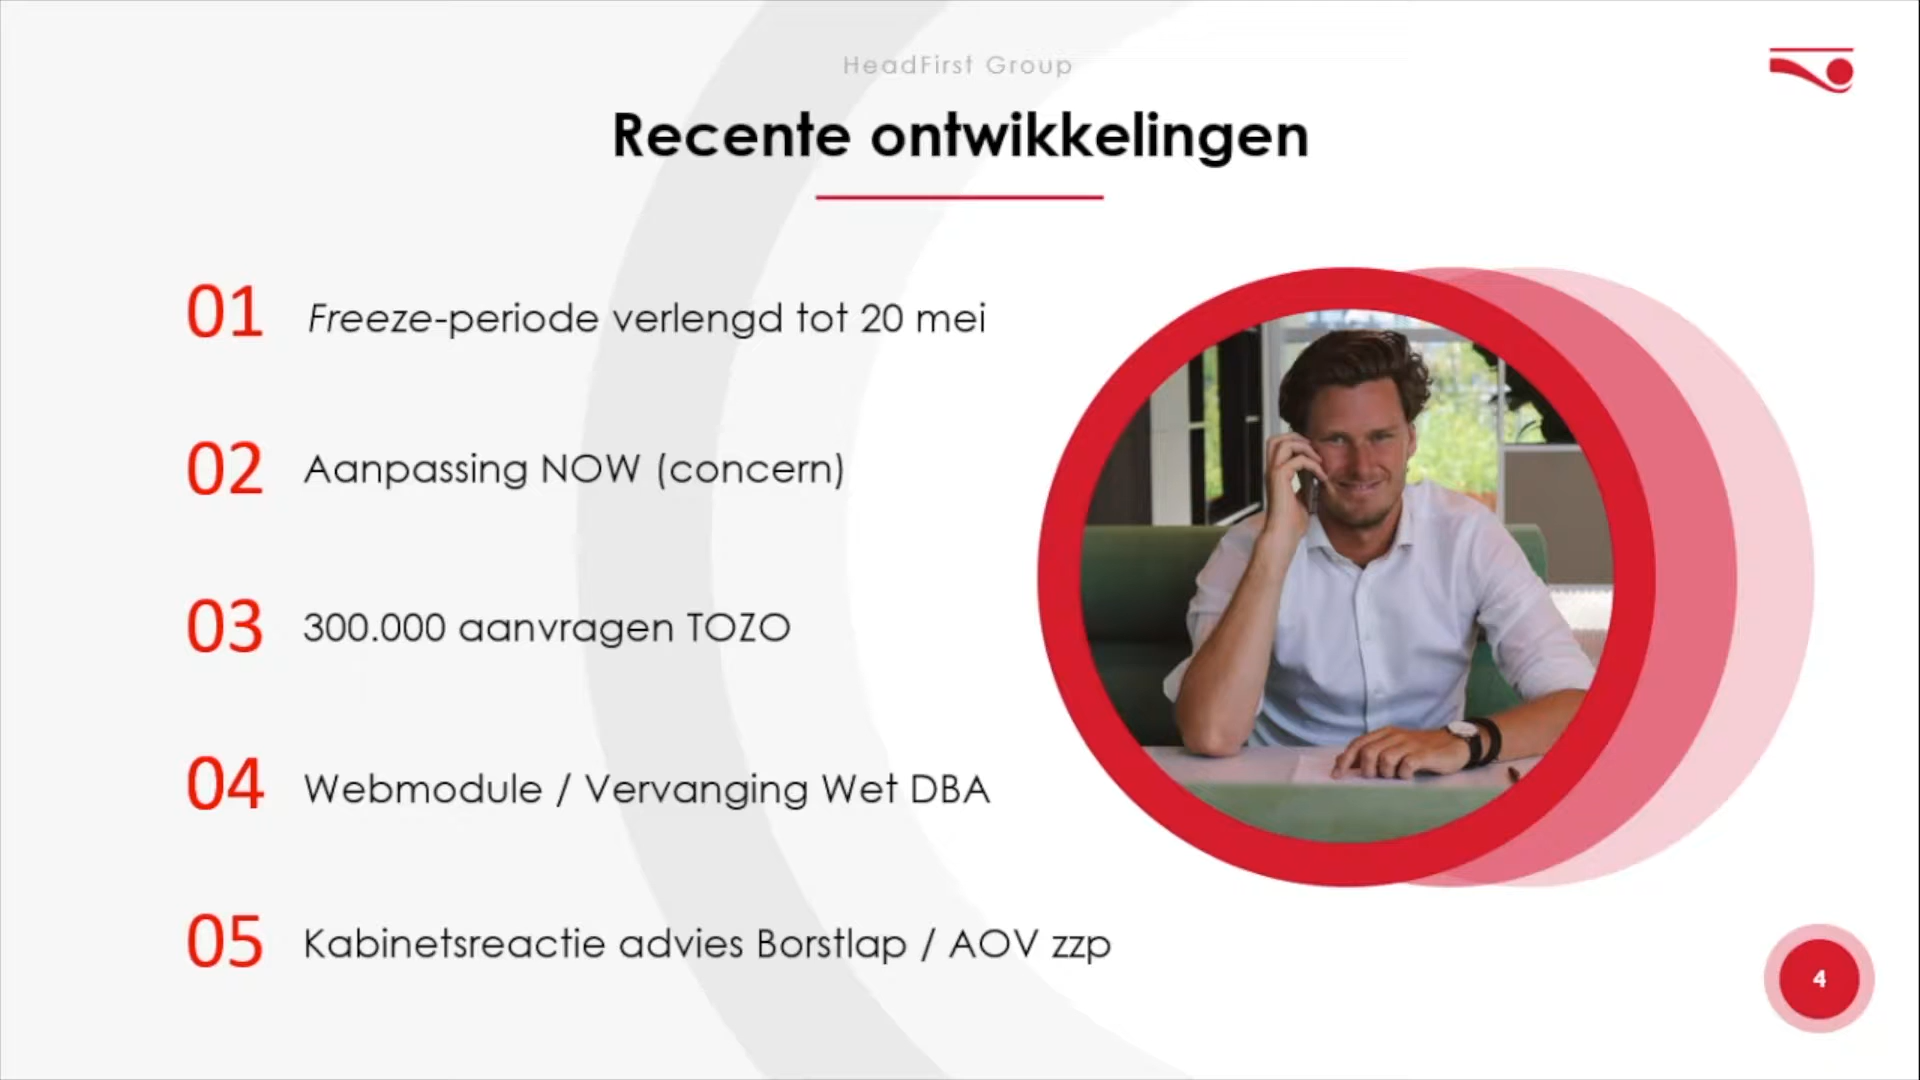 HeadFirst Group
Recente ontwikkelingen
01 Freeze-periode verlengd tot 20 mei
02 Aanpassing NOW (concern)
03 300.000 aanvragen TOZO
04 Webmodule / Vervanging Wet DBA
05 Kabinetsreactie advies Borstlap / AOV zzp
4